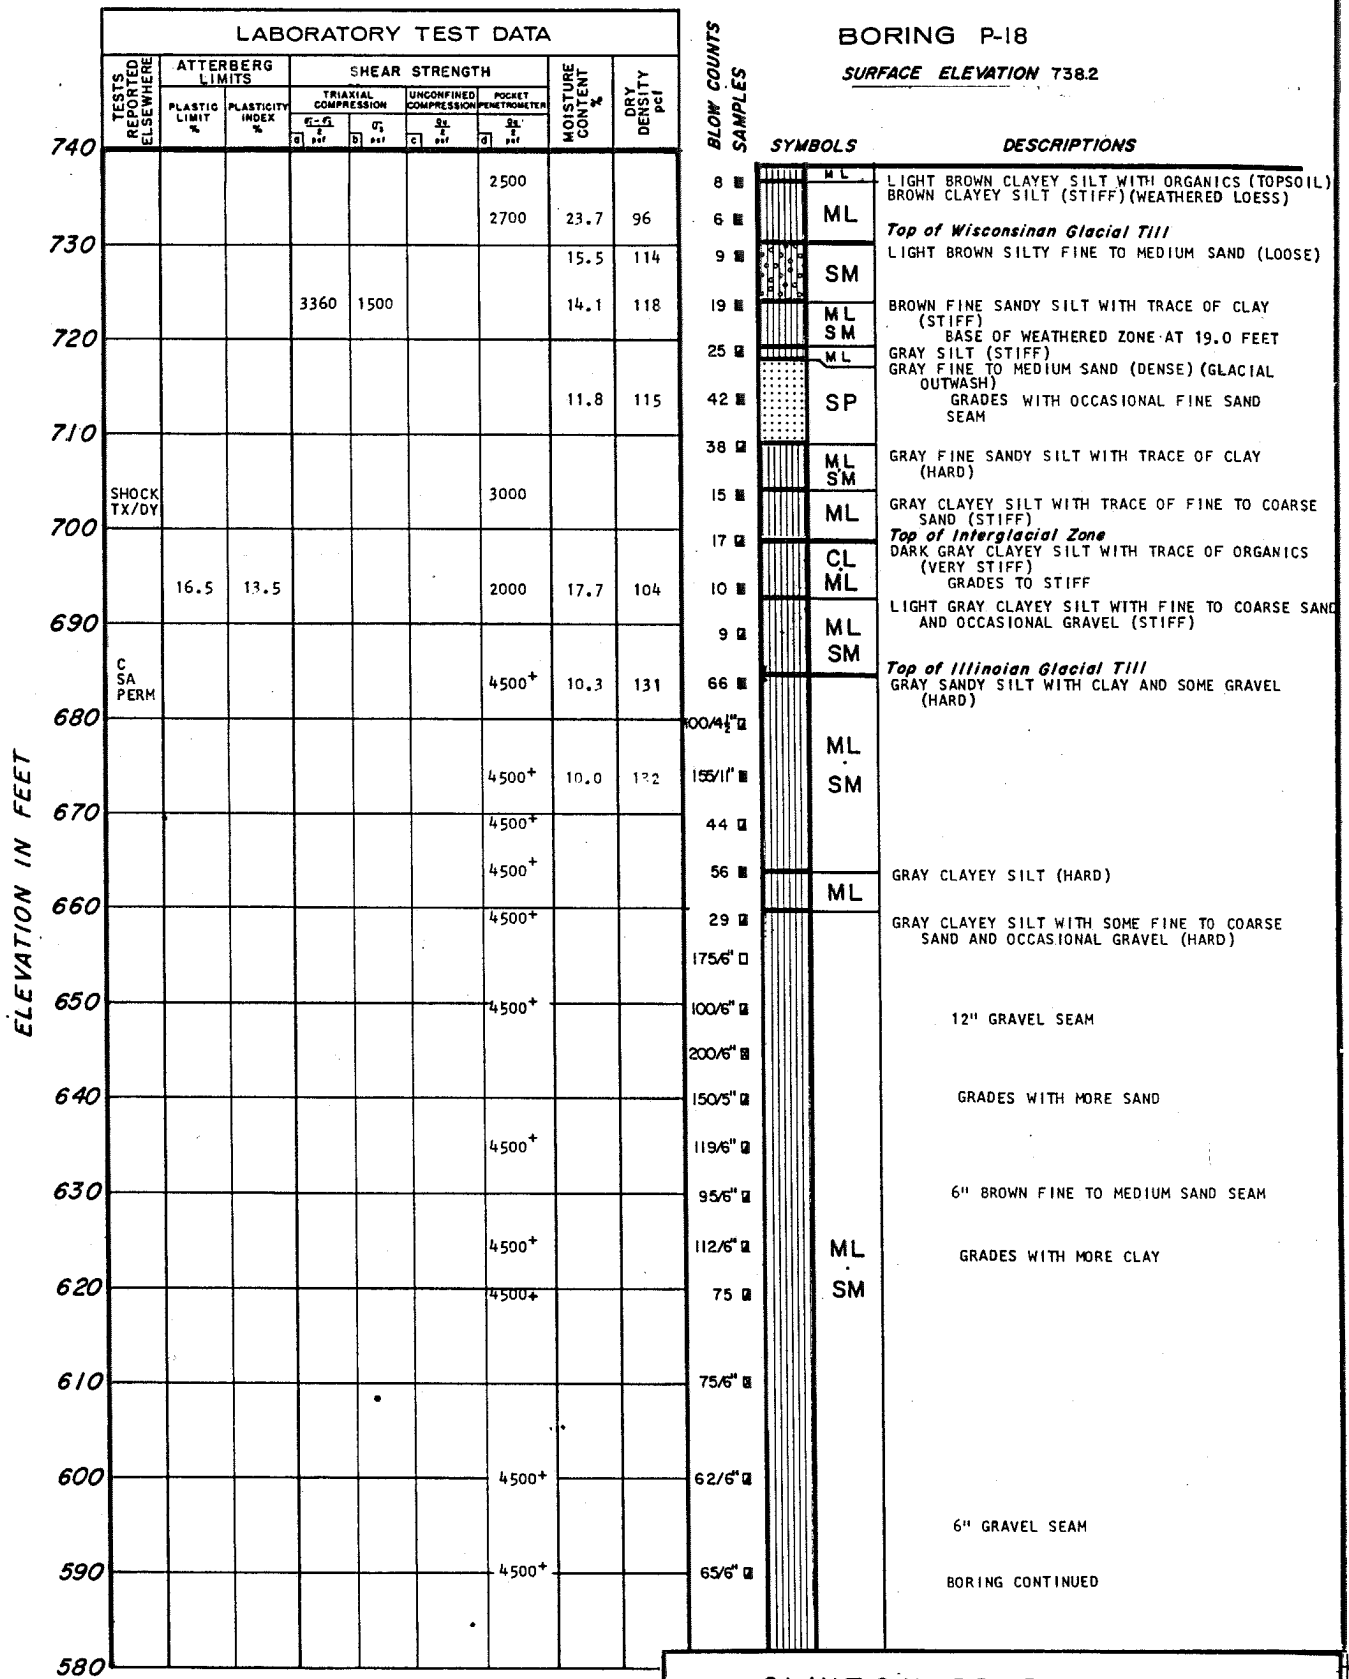 LABORATORY TEST DATA
TESTS REPORTED ELSEWHERE
ATTERBERG LIMITS
PLASTIC LIMIT %
PLASTICITY INDEX %
SHEAR STRENGTH
TRIAXIAL COMPRESSION
UNCONFINED COMPRESSION
POCKET PENETROMETER
a psf
b psf
c psf
d psf
MOISTURE CONTENT %
DRY DENSITY pcf
BLOW COUNTS
SAMPLES
BORING P-18
SURFACE ELEVATION 738.2
SYMBOLS
DESCRIPTIONS
ELEVATION IN FEET
740
2500
8
ML
LIGHT BROWN CLAYEY SILT WITH ORGANICS (TOPSOIL)
BROWN CLAYEY SILT (STIFF) (WEATHERED LOESS)
2700 23.7 96
6
ML
Top of Wisconsinan Glacial Till
730
15.5 114
9
SM
LIGHT BROWN SILTY FINE TO MEDIUM SAND (LOOSE)
3360 1500 14.1 118
19
ML
SM
BROWN FINE SANDY SILT WITH TRACE OF CLAY
(STIFF)
BASE OF WEATHERED ZONE AT 19.0 FEET
720
25
ML
GRAY SILT (STIFF)
GRAY FINE TO MEDIUM SAND (DENSE) (GLACIAL
OUTWASH)
11.8 115
42
SP
GRADES WITH OCCASIONAL FINE SAND
SEAM
710
38
ML
SM
GRAY FINE SANDY SILT WITH TRACE OF CLAY
(HARD)
SHOCK
TX/DY
3000
15
ML
GRAY CLAYEY SILT WITH TRACE OF FINE TO COARSE
SAND (STIFF)
700
17
Top of Interglacial Zone
CL
ML
DARK GRAY CLAYEY SILT WITH TRACE OF ORGANICS
(VERY STIFF)
GRADES TO STIFF
16.5 13.5 2000 17.7 104
10
690
9
ML
SM
LIGHT GRAY CLAYEY SILT WITH FINE TO COARSE SAND
AND OCCASIONAL GRAVEL (STIFF)
C
SA
PERM
4500+ 10.3 131
66
Top of Illinoian Glacial Till
GRAY SANDY SILT WITH CLAY AND SOME GRAVEL
(HARD)
680
100/4½"
ML
SM
4500+ 10.0 132
155/11"
670
4500+
44
4500+
56
ML
GRAY CLAYEY SILT (HARD)
660
4500+
29
GRAY CLAYEY SILT WITH SOME FINE TO COARSE
SAND AND OCCASIONAL GRAVEL (HARD)
175/6"
650
4500+
100/6"
12" GRAVEL SEAM
200/6"
640
150/5"
GRADES WITH MORE SAND
4500+
119/6"
630
95/6"
6" BROWN FINE TO MEDIUM SAND SEAM
4500+
112/6"
ML
SM
GRADES WITH MORE CLAY
620
4500+
75
610
75/6"
600
4500+
62/6"
6" GRAVEL SEAM
590
4500+
65/6"
BORING CONTINUED
580